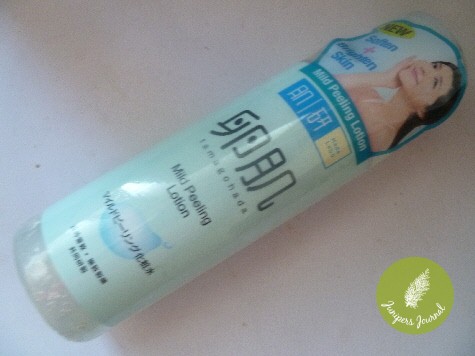 NEW
Soften
+
Skin
Mild Peeling Lotion
肌研
卵肌
tamagohada
Mild Peeling
Lotion
マイルドピーリング化粧水
Junipers Journal